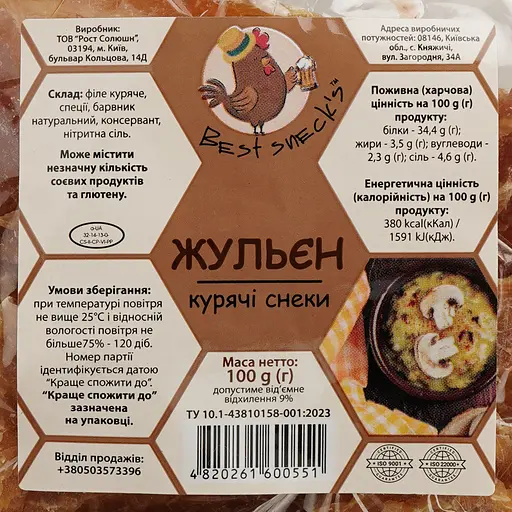 Виробник:
ТОВ "Рост Солюшн",
03194, м. Київ,
бульвар Кольцова, 14Д
Адреса виробничих
потужностей: 08146, Київська
обл., с. Княжичі,
вул. Загородня, 34А
Best sneck's™
Склад: філе куряче,
спеції, барвник
натуральний, консервант,
нітритна сіль.
Може містити
незначну кількість
соєвих продуктів
та глютену.
Поживна (харчова)
цінність на 100 g (г)
продукту:
білки - 34,4 g (г);
жири - 3,5 g (г); вуглеводи -
2,3 g (г); сіль - 4,6 g (г).
Енергетична цінність
(калорійність) на 100 g (г)
продукту:
380 kcal(кКал) /
1591 kJ(кДж).
ЖУЛЬЄН
курячі снеки
Умови зберігання:
при температурі повітря
не вище 25°С і відносній
вологості повітря не
більше75% - 120 діб.
Номер партії
ідентифікується датою
"Краще спожити до".
"Краще спожити до"
зазначена
на упаковці.
Маса нетто:
100 g (г)
допустиме від'ємне
відхилення 9%
ТУ 10.1-43810158-001:2023
4 820261 600551
Відділ продажів:
+380503573396
CERTIFIED
ISO 9001
CERTIFIED
ISO 22000